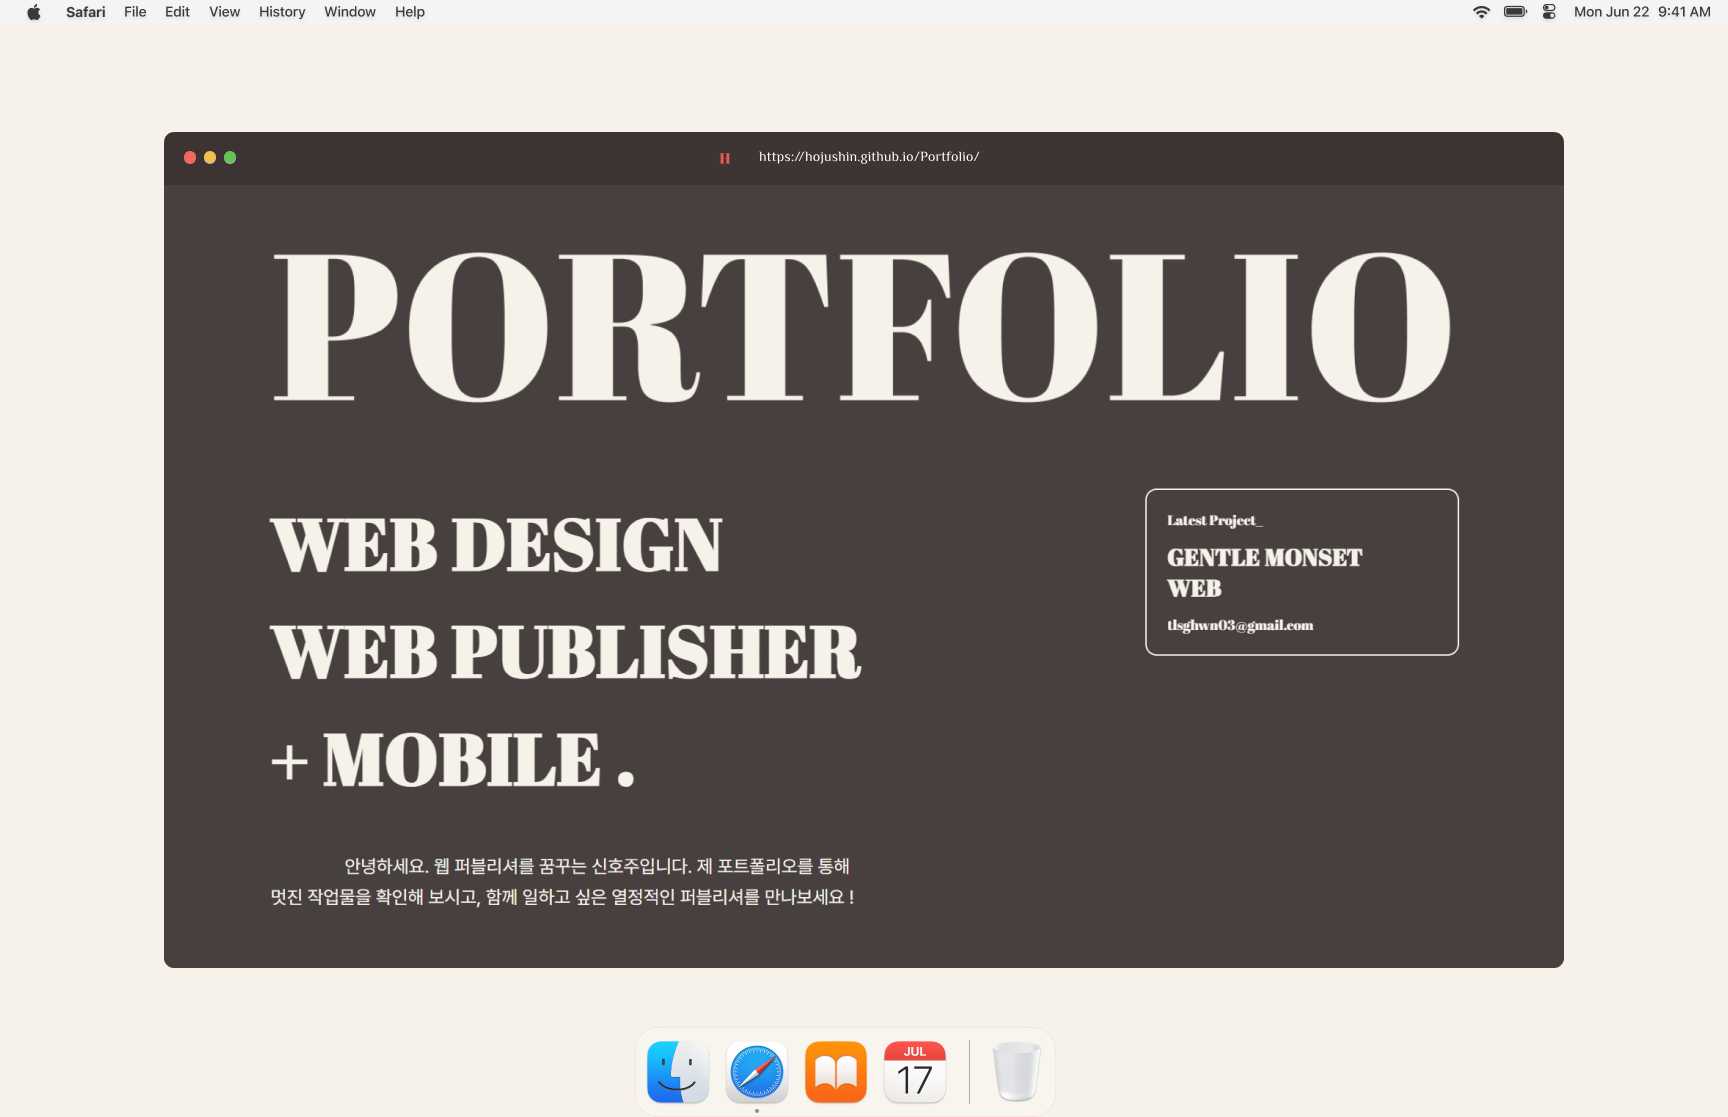 Safari File Edit View History Window Help
Mon Jun 22 9:41 AM
https://hojushin.github.io/Portfolio/
PORTFOLIO
WEB DESIGN
WEB PUBLISHER
+ MOBILE .
Latest Project_
GENTLE MONSET
WEB
tlsghwn03@gmail.com
안녕하세요. 웹 퍼블리셔를 꿈꾸는 신호주입니다. 제 포트폴리오를 통해
멋진 작업물을 확인해 보시고, 함께 일하고 싶은 열정적인 퍼블리셔를 만나보세요 !
JUL
17